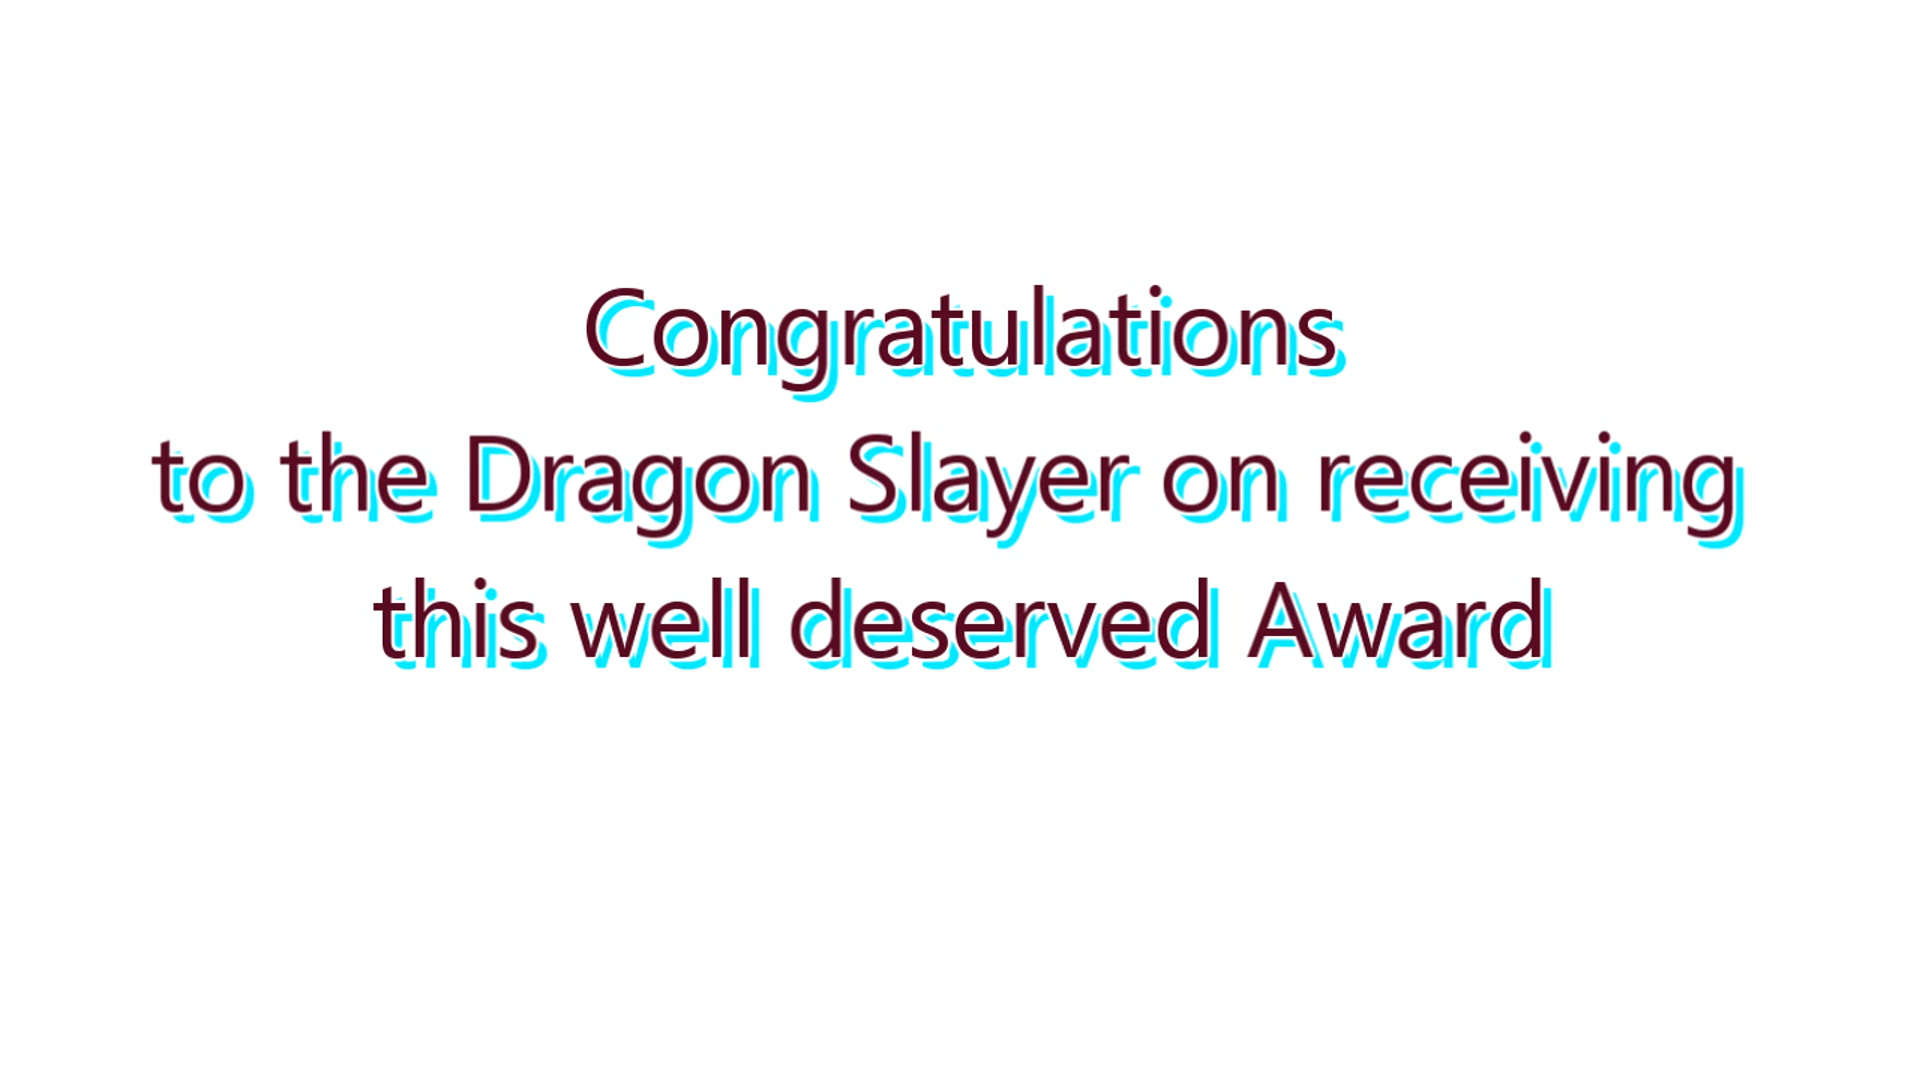 Congratulations
to the Dragon Slayer on receiving
this well deserved Award